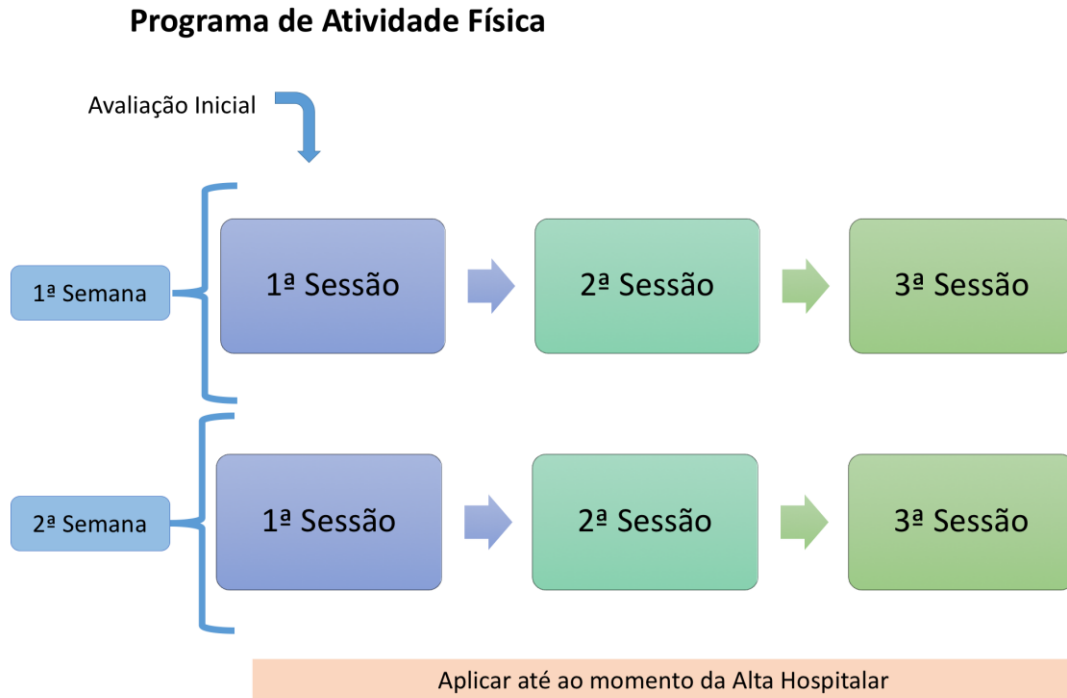 Programa de Atividade Física
Avaliação Inicial
1ª Semana
1ª Sessão
2ª Sessão
3ª Sessão
2ª Semana
1ª Sessão
2ª Sessão
3ª Sessão
Aplicar até ao momento da Alta Hospitalar